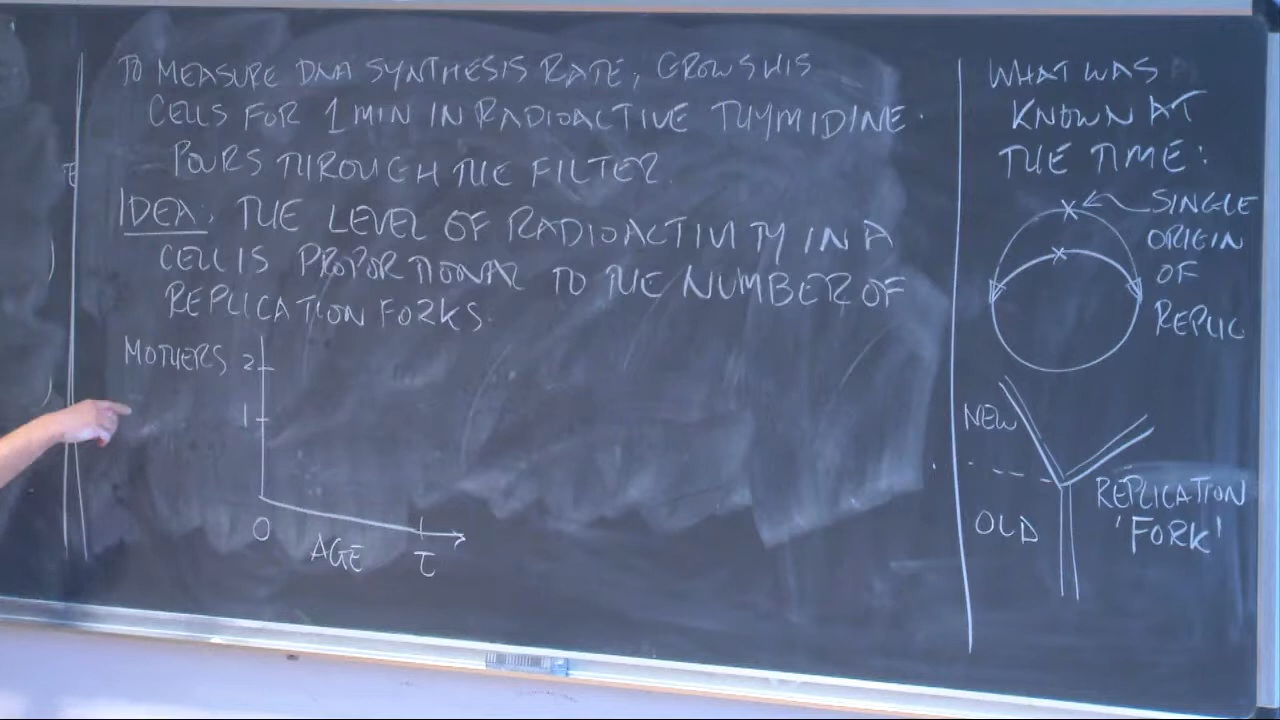 TO MEASURE DNA SYNTHESIS RATE, GROWS HIS
CELLS FOR 1 MIN IN RADIOACTIVE THYMIDINE.
POURS THROUGH THE FILTER.
IDEA: THE LEVEL OF RADIOACTIVITY IN A
CELL IS PROPORTIONAL TO THE NUMBER OF
REPLICATION FORKS.
MOTHERS 2
1
0
AGE
τ
WHAT WAS
KNOWN AT
THE TIME:
SINGLE
ORIGIN
OF
REPLIC
NEW
OLD
REPLICATION
'FORK'